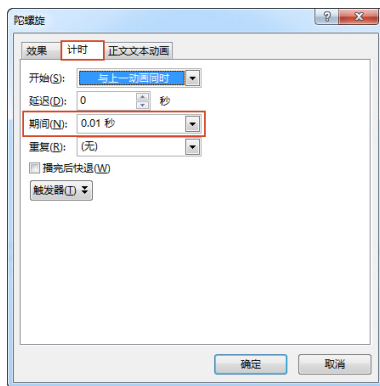 陀螺旋
效果 计时 正文文本动画
开始(S): 与上一动画同时
延迟(D): 0 秒
期间(N): 0.01 秒
重复(R): (无)
播完后快退(W)
触发器(T)
确定 取消